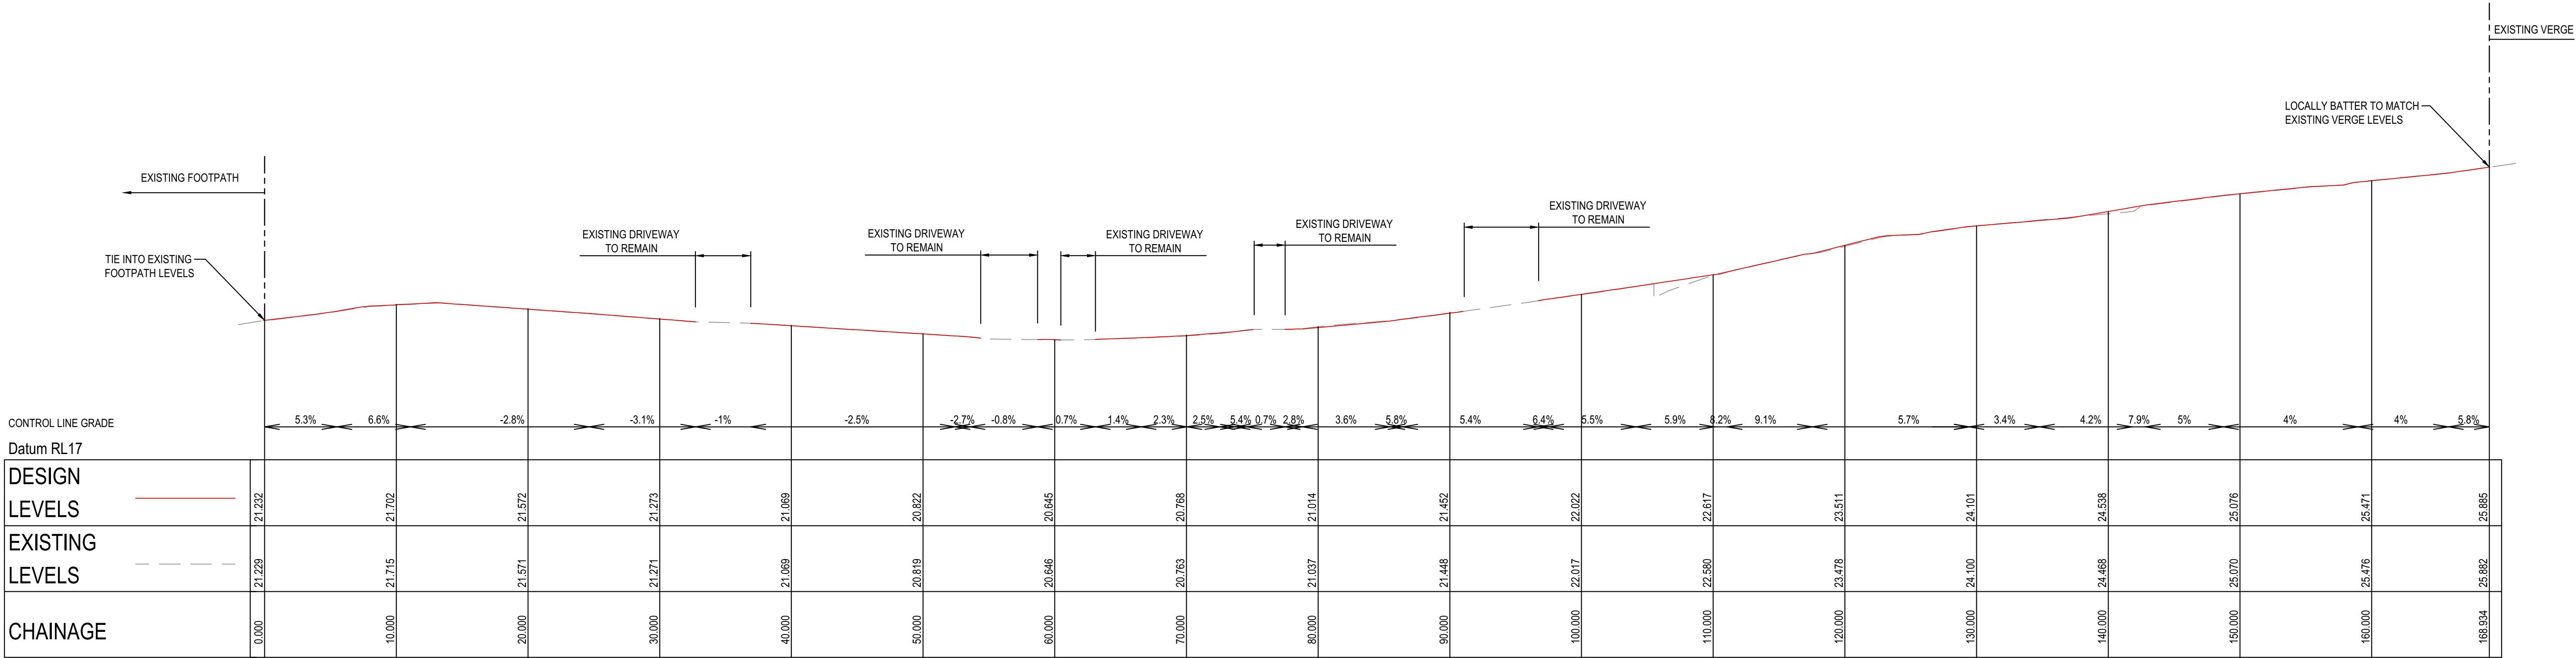 EXISTING VERGE
LOCALLY BATTER TO MATCH
EXISTING VERGE LEVELS
EXISTING FOOTPATH
TIE INTO EXISTING
FOOTPATH LEVELS
EXISTING DRIVEWAY
TO REMAIN
EXISTING DRIVEWAY
TO REMAIN
EXISTING DRIVEWAY
TO REMAIN
EXISTING DRIVEWAY
TO REMAIN
EXISTING DRIVEWAY
TO REMAIN
CONTROL LINE GRADE 5.3% 6.6% -2.8% -3.1% -1% -2.5% -2.7% -0.8% 0.7% 1.4% 2.3% 2.5% 5.4% 0.7% 2.8% 3.6% 5.8% 5.4% 6.4% 5.5% 5.9% 8.2% 9.1% 5.7% 3.4% 4.2% 7.9% 5% 4% 4% 5.8%
Datum RL17
DESIGN
LEVELS 21.232 21.702 21.572 21.273 21.069 20.822 20.645 20.768 21.014 21.452 22.022 22.617 23.511 24.101 24.538 25.076 25.471 25.885
EXISTING
LEVELS 21.229 21.715 21.571 21.271 21.069 20.819 20.646 20.763 21.037 21.448 22.017 22.580 23.478 24.100 24.468 25.070 25.476 25.882
CHAINAGE 0.000 10.000 20.000 30.000 40.000 50.000 60.000 70.000 80.000 90.000 100.000 110.000 120.000 130.000 140.000 150.000 160.000 168.934